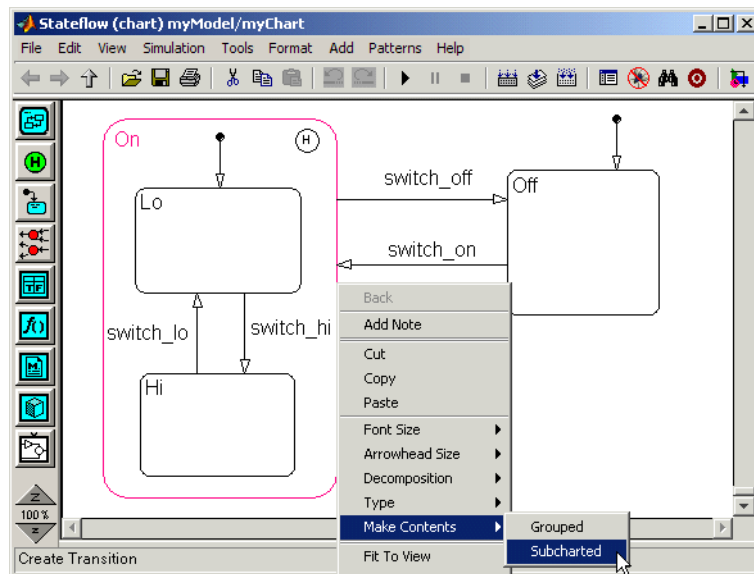 Stateflow (chart) myModel/myChart
File Edit View Simulation Tools Format Add Patterns Help
On
H
switch_off
Off
Lo
switch_on
switch_lo
switch_hi
Hi
Back
Add Note
Cut
Copy
Paste
Font Size
Arrowhead Size
Decomposition
Type
Make Contents
Grouped
Subcharted
Fit To View
H
TF
f()
M
Z
100 %
Z
Create Transition